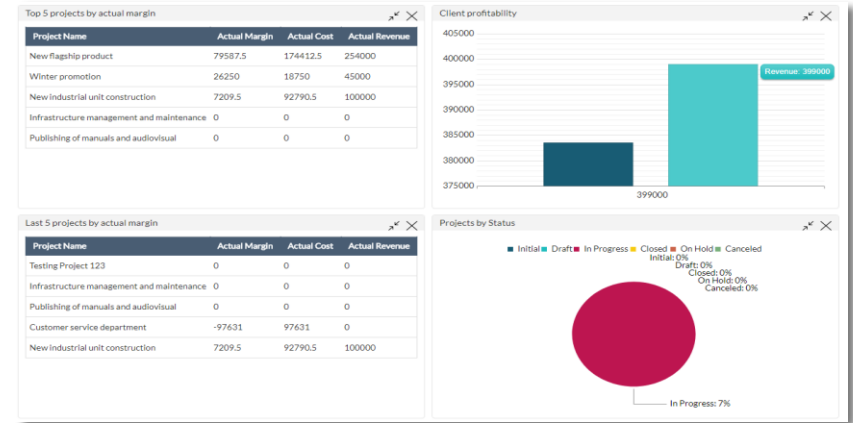 Top 5 projects by actual margin
Project Name Actual Margin Actual Cost Actual Revenue
New flagship product 79587.5 174412.5 254000
Winter promotion 26250 18750 45000
New industrial unit construction 7209.5 92790.5 100000
Infrastructure management and maintenance 0 0 0
Publishing of manuals and audiovisual 0 0 0
Client profitability
405000
400000
395000
390000
385000
380000
375000
Revenue: 399000
399000
Last 5 projects by actual margin
Project Name Actual Margin Actual Cost Actual Revenue
Testing Project 123 0 0 0
Infrastructure management and maintenance 0 0 0
Publishing of manuals and audiovisual 0 0 0
Customer service department -97631 97631 0
New industrial unit construction 7209.5 92790.5 100000
Projects by Status
Initial Draft In Progress Closed On Hold Canceled
Initial: 0%
Draft: 0%
Closed: 0%
On Hold: 0%
Canceled: 0%
In Progress: 7%